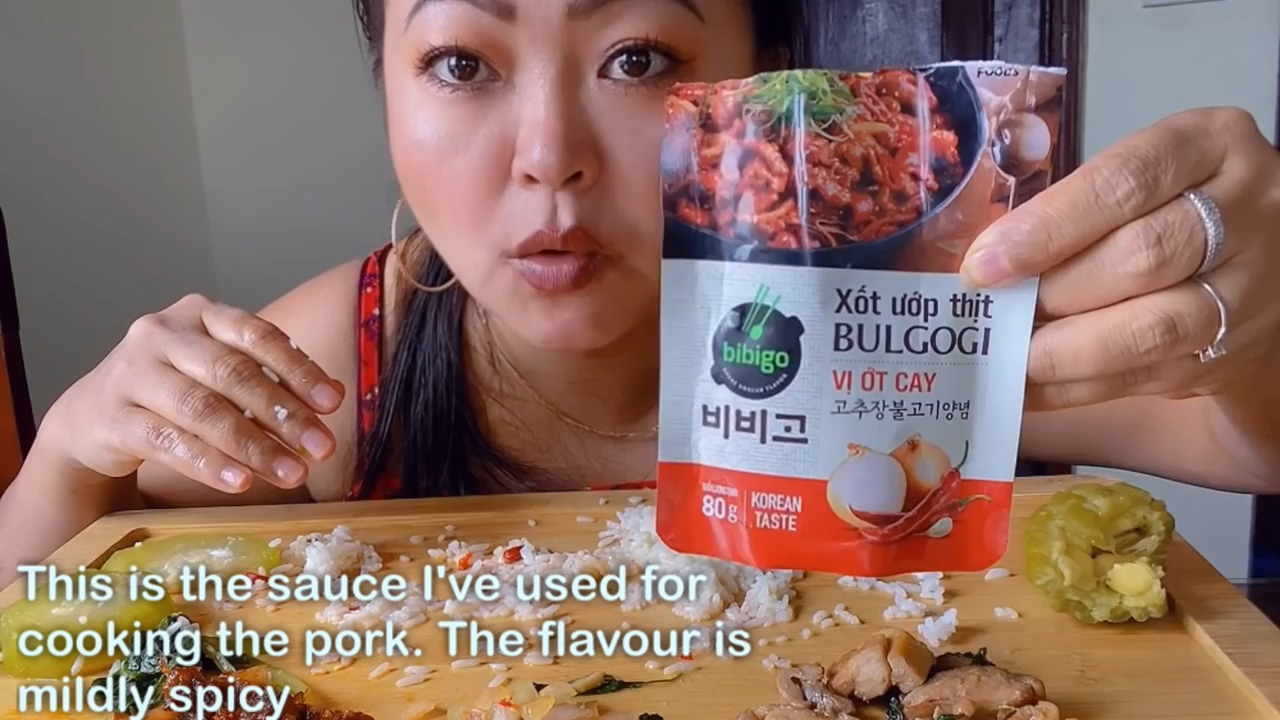 FOODS
Xốt ướp thịt
BULGOGI
bibigo
VỊ ỚT CAY
고추장불고기양념
비비고
80g
KOREAN
TASTE
This is the sauce I've used for
cooking the pork. The flavour is
mildly spicy